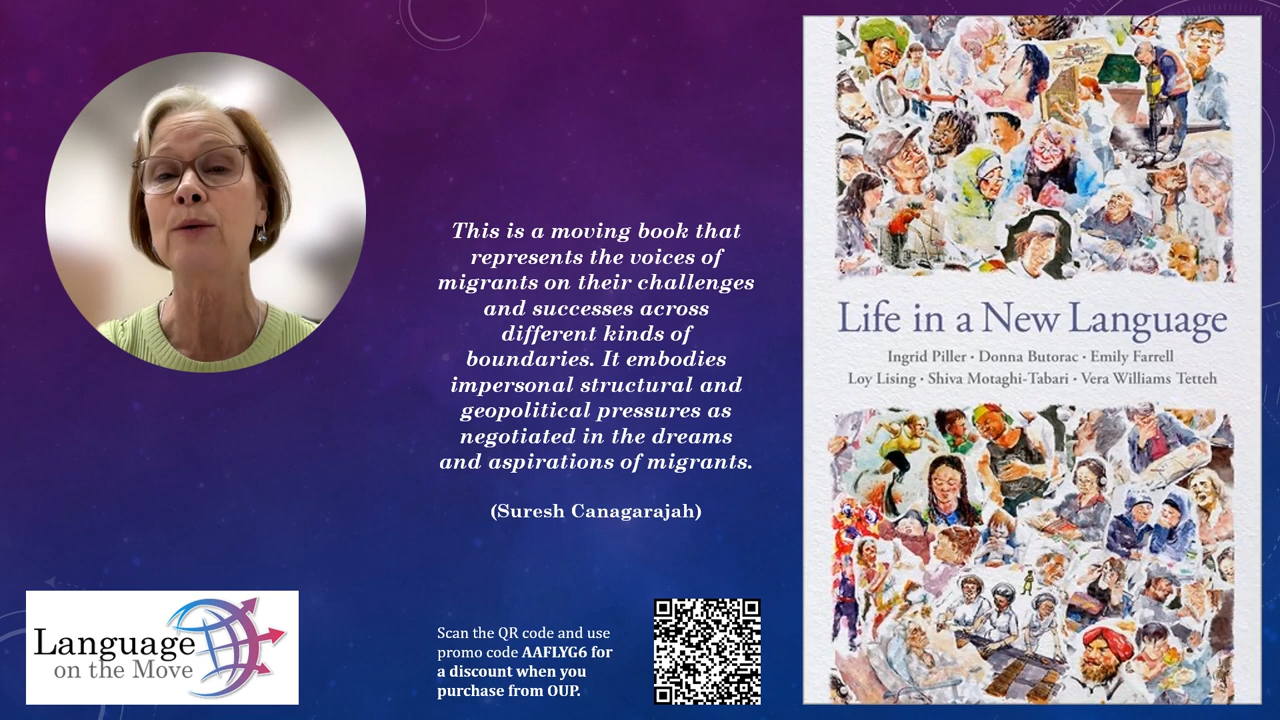 This is a moving book that
represents the voices of
migrants on their challenges
and successes across
different kinds of
boundaries. It embodies
impersonal structural and
geopolitical pressures as
negotiated in the dreams
and aspirations of migrants.
(Suresh Canagarajah)
Life in a New Language
Ingrid Piller · Donna Butorac · Emily Farrell
Loy Lising · Shiva Motaghi-Tabari · Vera Williams Tetteh
Language
on the Move
Scan the QR code and use
promo code AAFLYG6 for
a discount when you
purchase from OUP.